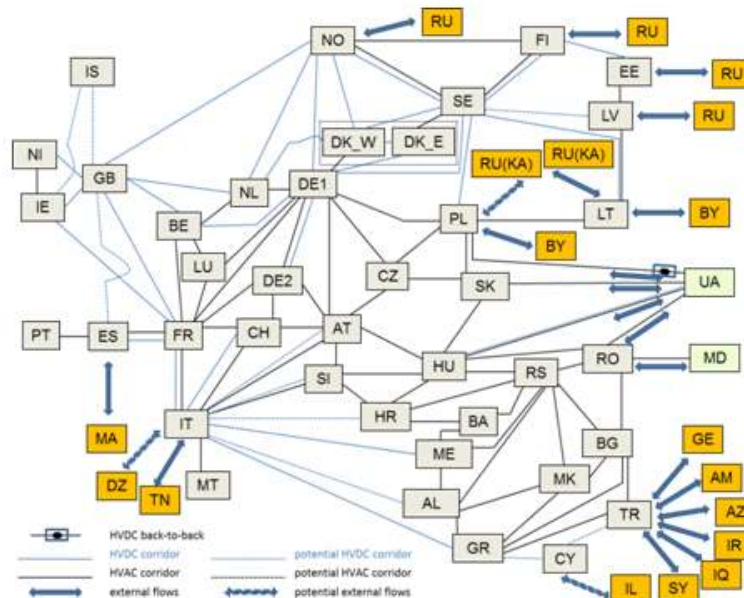 NO
RU
FI
RU
IS
EE
RU
SE
LV
RU
DK_W
DK_E
NI
RU(KA)
RU(KA)
GB
DE1
IE
NL
PL
LT
BY
BE
BY
LU
DE2
CZ
SK
UA
PT
ES
FR
CH
AT
HU
RO
MD
SI
RS
IT
HR
BA
MA
ME
BG
GE
DZ
TN
MT
MK
AM
AL
TR
AZ
GR
IR
CY
IL
SY
IQ
HVDC back-to-back
HVDC corridor
potential HVDC corridor
HVAC corridor
potential HVAC corridor
external flows
potential external flows